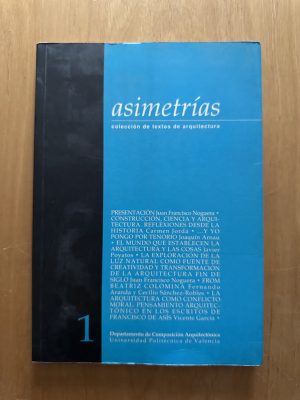 asimetrías
colección de textos de arquitectura
PRESENTACIÓN Juan Francisco Noguera •
CONSTRUCCIÓN, CIENCIA Y ARQUI-
TECTURA. REFLEXIONES DESDE LA
HISTORIA Carmen Jordá • ...Y YO
PONGO POR TENORIO Joaquín Arnau
• EL MUNDO QUE ESTABLECEN LA
ARQUITECTURA Y LAS COSAS Javier
Poyatos • LA EXPLORACIÓN DE LA
LUZ NATURAL COMO FUENTE DE
CREATIVIDAD Y TRANSFORMACIÓN
DE LA ARQUITECTURA FIN DE
SIGLO Juan Francisco Noguera • FROM
BEATRIZ COLOMINA Fernando
Aranda y Cecilio Sánchez-Robles • LA
ARQUITECTURA COMO CONFLICTO
MORAL. PENSAMIENTO ARQUITEC-
TÓNICO EN LOS ESCRITOS DE
FRANCISCO DE ASÍS Vicente García •
1
Departamento de Composición Arquitectónica
Universidad Politécnica de Valencia